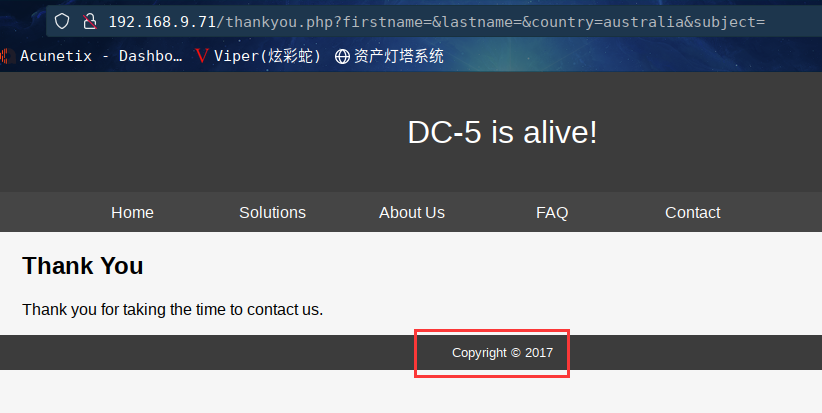 192.168.9.71/thankyou.php?firstname=&lastname=&country=australia&subject=
Acunetix - Dashbo… Viper(炫彩蛇) 资产灯塔系统
DC-5 is alive!
Home Solutions About Us FAQ Contact
Thank You
Thank you for taking the time to contact us.
Copyright © 2017